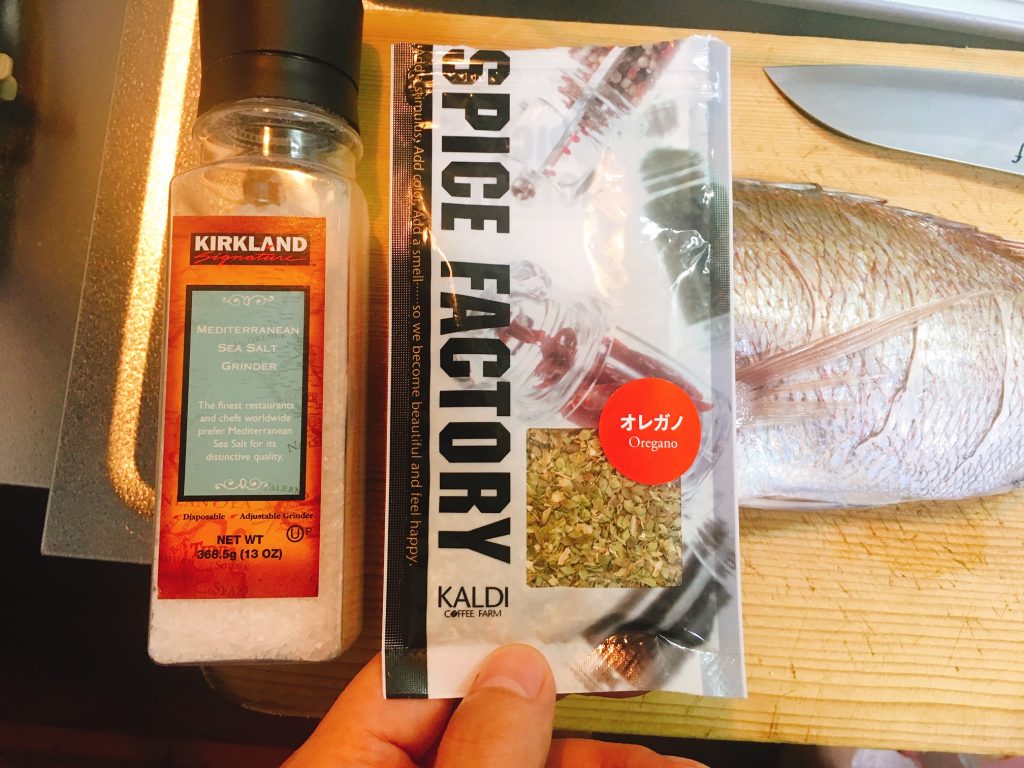 KIRKLAND
Signature
MEDITERRANEAN
SEA SALT
GRINDER
The finest restaurants
and chefs worldwide
prefer Mediterranean
Sea Salt for its
distinctive quality.
Disposable Adjustable Grinder
NET WT
368.5g (13 OZ)
U P
SPICE FACTORY
Add stimulus, Add color, Add a smell......so we become beautiful and feel happy.
オレガノ
Oregano
KALDI
COFFEE FARM